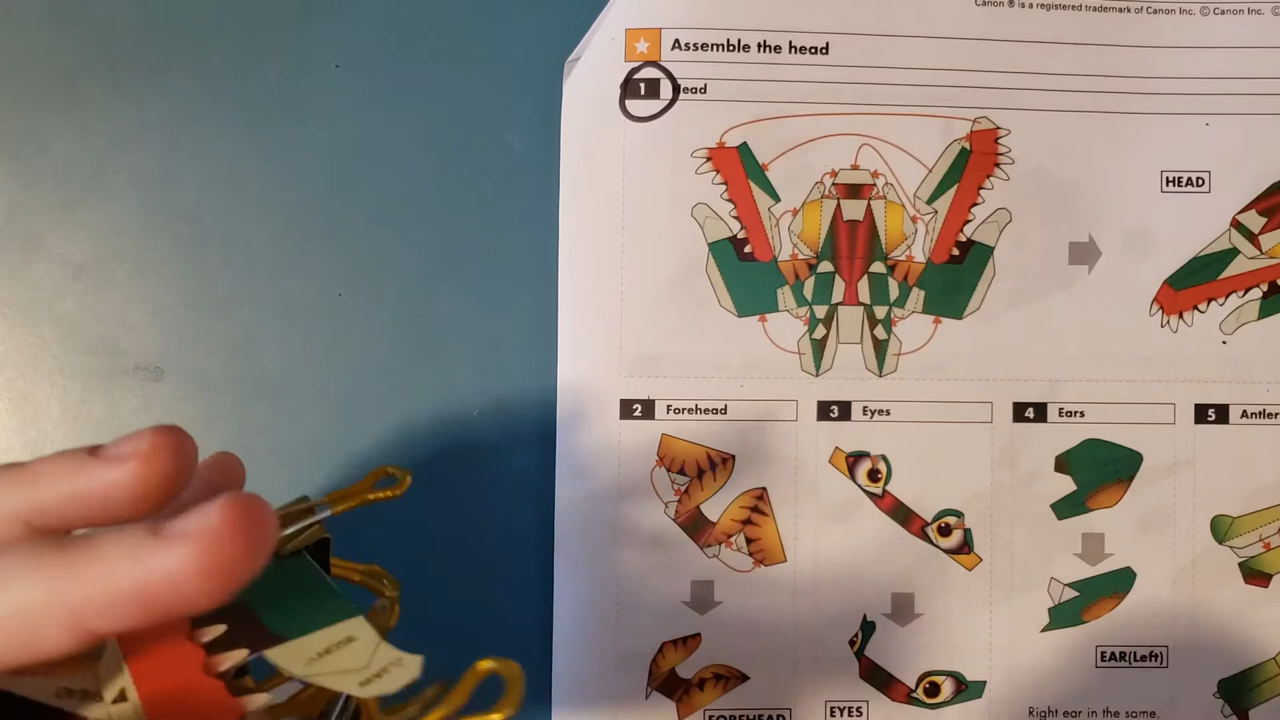 Canon ® is a registered trademark of Canon Inc. © Canon Inc. ©
Assemble the head
1 ead
HEAD
2 Forehead
3 Eyes
4 Ears
5 Antler
EAR(Left)
EYES
FOREHEAD
Right ear in the same.